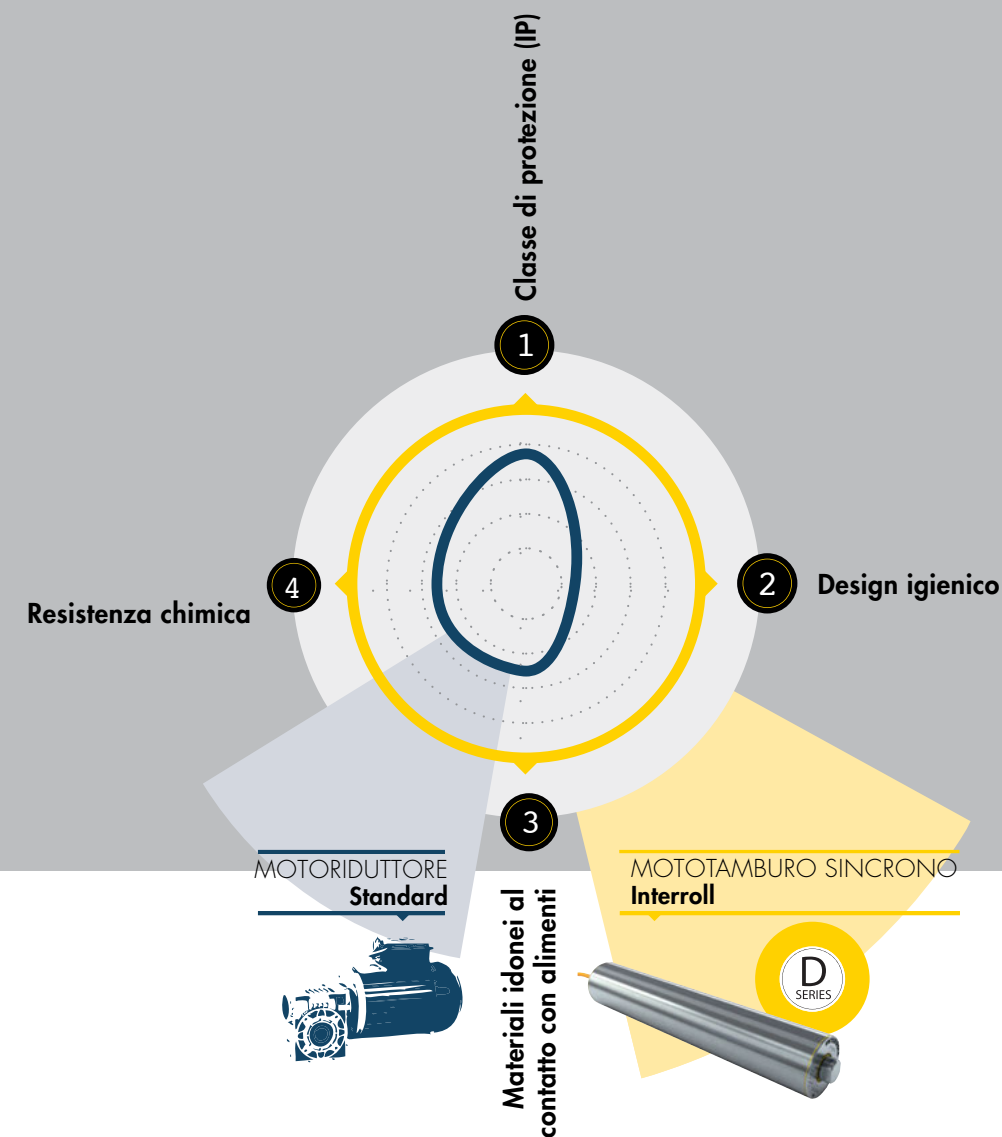 Classe di protezione (IP)
1
2
Design igienico
4
Resistenza chimica
3
MOTORIDUTTORE
Standard
Materiali idonei al
contatto con alimenti
MOTOTAMBURO SINCRONO
Interroll
D
SERIES